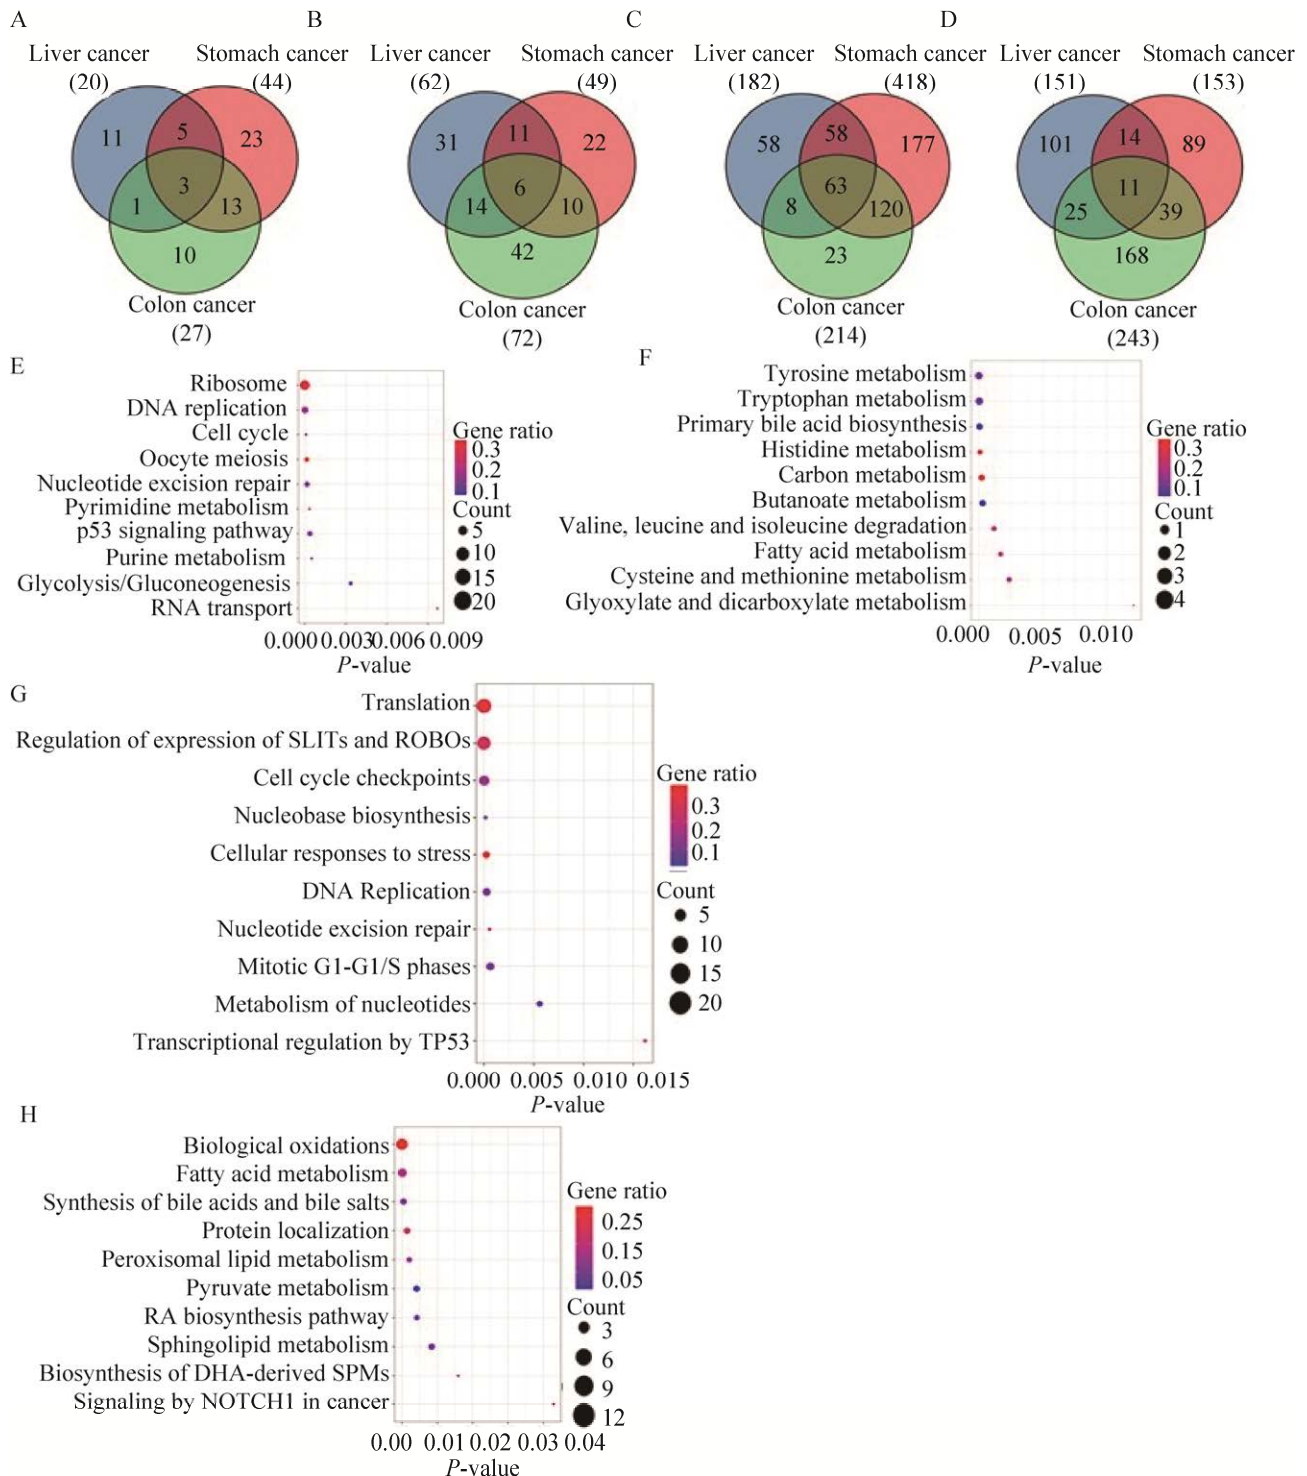 A B C D
Liver cancer Stomach cancer Liver cancer Stomach cancer Liver cancer Stomach cancer Liver cancer Stomach cancer
(20) (44) (62) (49) (182) (418) (151) (153)
11 5 23 31 11 22 58 58 177 101 14 89
3 6 63 11
1 13 14 10 8 120 25 39
10 42 23 168
Colon cancer Colon cancer Colon cancer Colon cancer
(27) (72) (214) (243)
E
Ribosome
DNA replication
Cell cycle
Oocyte meiosis
Nucleotide excision repair
Pyrimidine metabolism
p53 signaling pathway
Purine metabolism
Glycolysis/Gluconeogenesis
RNA transport
0.000 0.003 0.006 0.009
P-value
Gene ratio
0.3
0.2
0.1
Count
5
10
15
20
F
Tyrosine metabolism
Tryptophan metabolism
Primary bile acid biosynthesis
Histidine metabolism
Carbon metabolism
Butanoate metabolism
Valine, leucine and isoleucine degradation
Fatty acid metabolism
Cysteine and methionine metabolism
Glyoxylate and dicarboxylate metabolism
0.000 0.005 0.010
P-value
Gene ratio
0.3
0.2
0.1
Count
1
2
3
4
G
Translation
Regulation of expression of SLITs and ROBOs
Cell cycle checkpoints
Nucleobase biosynthesis
Cellular responses to stress
DNA Replication
Nucleotide excision repair
Mitotic G1-G1/S phases
Metabolism of nucleotides
Transcriptional regulation by TP53
0.000 0.005 0.010 0.015
P-value
Gene ratio
0.3
0.2
0.1
Count
5
10
15
20
H
Biological oxidations
Fatty acid metabolism
Synthesis of bile acids and bile salts
Protein localization
Peroxisomal lipid metabolism
Pyruvate metabolism
RA biosynthesis pathway
Sphingolipid metabolism
Biosynthesis of DHA-derived SPMs
Signaling by NOTCH1 in cancer
0.00 0.01 0.02 0.03 0.04
P-value
Gene ratio
0.25
0.15
0.05
Count
3
6
9
12